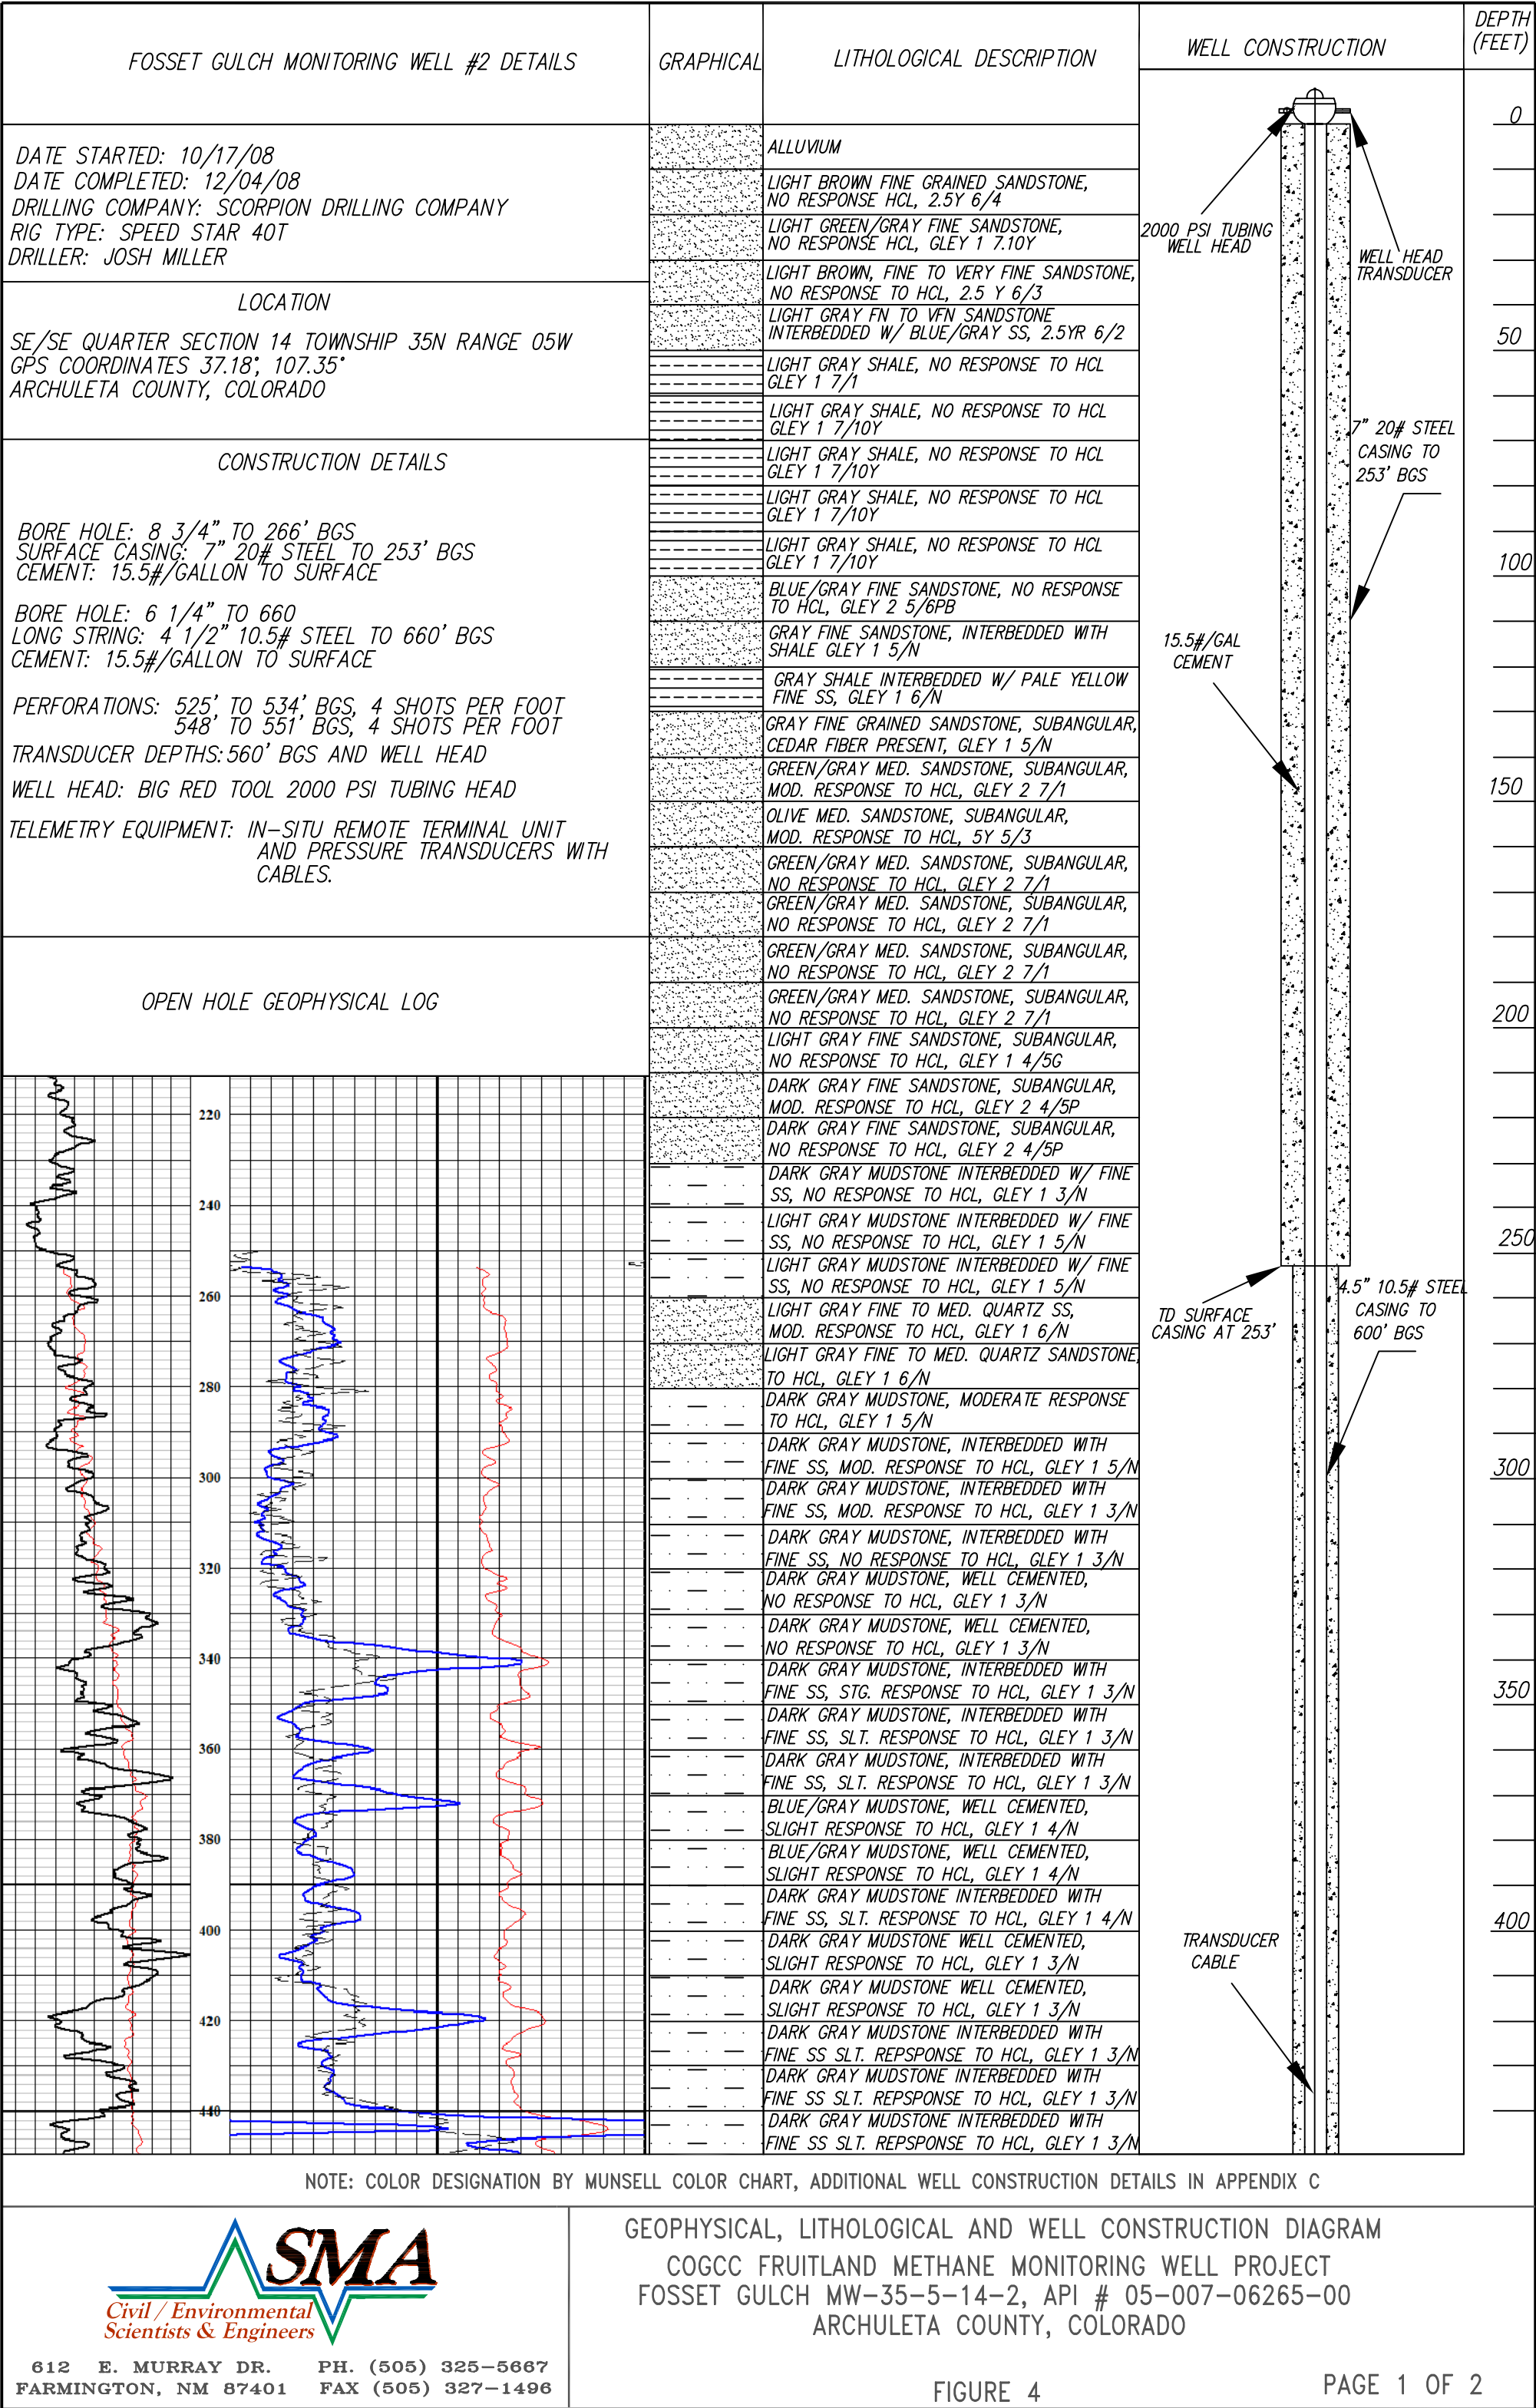 FOSSET GULCH MONITORING WELL #2 DETAILS
GRAPHICAL
LITHOLOGICAL DESCRIPTION
WELL CONSTRUCTION
DEPTH
(FEET)
DATE STARTED: 10/17/08
DATE COMPLETED: 12/04/08
DRILLING COMPANY: SCORPION DRILLING COMPANY
RIG TYPE: SPEED STAR 40T
DRILLER: JOSH MILLER
LOCATION
SE/SE QUARTER SECTION 14 TOWNSHIP 35N RANGE 05W
GPS COORDINATES 37.18°, 107.35°
ARCHULETA COUNTY, COLORADO
CONSTRUCTION DETAILS
BORE HOLE: 8 3/4" TO 266' BGS
SURFACE CASING: 7" 20# STEEL TO 253' BGS
CEMENT: 15.5#/GALLON TO SURFACE
BORE HOLE: 6 1/4" TO 660
LONG STRING: 4 1/2" 10.5# STEEL TO 660' BGS
CEMENT: 15.5#/GALLON TO SURFACE
PERFORATIONS: 525' TO 534' BGS, 4 SHOTS PER FOOT
548' TO 551' BGS, 4 SHOTS PER FOOT
TRANSDUCER DEPTHS: 560' BGS AND WELL HEAD
WELL HEAD: BIG RED TOOL 2000 PSI TUBING HEAD
TELEMETRY EQUIPMENT: IN-SITU REMOTE TERMINAL UNIT
AND PRESSURE TRANSDUCERS WITH
CABLES.
OPEN HOLE GEOPHYSICAL LOG
220
240
260
280
300
320
340
360
380
400
420
440
ALLUVIUM
LIGHT BROWN FINE GRAINED SANDSTONE,
NO RESPONSE HCL, 2.5Y 6/4
LIGHT GREEN/GRAY FINE SANDSTONE,
NO RESPONSE HCL, GLEY 1 7.10Y
LIGHT BROWN, FINE TO VERY FINE SANDSTONE,
NO RESPONSE TO HCL, 2.5 Y 6/3
LIGHT GRAY FN TO VFN SANDSTONE
INTERBEDDED W/ BLUE/GRAY SS, 2.5YR 6/2
LIGHT GRAY SHALE, NO RESPONSE TO HCL
GLEY 1 7/1
LIGHT GRAY SHALE, NO RESPONSE TO HCL
GLEY 1 7/10Y
LIGHT GRAY SHALE, NO RESPONSE TO HCL
GLEY 1 7/10Y
LIGHT GRAY SHALE, NO RESPONSE TO HCL
GLEY 1 7/10Y
LIGHT GRAY SHALE, NO RESPONSE TO HCL
GLEY 1 7/10Y
BLUE/GRAY FINE SANDSTONE, NO RESPONSE
TO HCL, GLEY 2 5/6PB
GRAY FINE SANDSTONE, INTERBEDDED WITH
SHALE GLEY 1 5/N
GRAY SHALE INTERBEDDED W/ PALE YELLOW
FINE SS, GLEY 1 6/N
GRAY FINE GRAINED SANDSTONE, SUBANGULAR,
CEDAR FIBER PRESENT, GLEY 1 5/N
GREEN/GRAY MED. SANDSTONE, SUBANGULAR,
MOD. RESPONSE TO HCL, GLEY 2 7/1
OLIVE MED. SANDSTONE, SUBANGULAR,
MOD. RESPONSE TO HCL, 5Y 5/3
GREEN/GRAY MED. SANDSTONE, SUBANGULAR,
NO RESPONSE TO HCL, GLEY 2 7/1
GREEN/GRAY MED. SANDSTONE, SUBANGULAR,
NO RESPONSE TO HCL, GLEY 2 7/1
GREEN/GRAY MED. SANDSTONE, SUBANGULAR,
NO RESPONSE TO HCL, GLEY 2 7/1
GREEN/GRAY MED. SANDSTONE, SUBANGULAR,
NO RESPONSE TO HCL, GLEY 2 7/1
LIGHT GRAY FINE SANDSTONE, SUBANGULAR,
NO RESPONSE TO HCL, GLEY 1 4/5G
DARK GRAY FINE SANDSTONE, SUBANGULAR,
MOD. RESPONSE TO HCL, GLEY 2 4/5P
DARK GRAY FINE SANDSTONE, SUBANGULAR,
NO RESPONSE TO HCL, GLEY 2 4/5P
DARK GRAY MUDSTONE INTERBEDDED W/ FINE
SS, NO RESPONSE TO HCL, GLEY 1 3/N
LIGHT GRAY MUDSTONE INTERBEDDED W/ FINE
SS, NO RESPONSE TO HCL, GLEY 1 5/N
LIGHT GRAY MUDSTONE INTERBEDDED W/ FINE
SS, NO RESPONSE TO HCL, GLEY 1 5/N
LIGHT GRAY FINE TO MED. QUARTZ SS,
MOD. RESPONSE TO HCL, GLEY 1 6/N
LIGHT GRAY FINE TO MED. QUARTZ SANDSTONE,
TO HCL, GLEY 1 6/N
DARK GRAY MUDSTONE, MODERATE RESPONSE
TO HCL, GLEY 1 5/N
DARK GRAY MUDSTONE, INTERBEDDED WITH
FINE SS, MOD. RESPONSE TO HCL, GLEY 1 5/N
DARK GRAY MUDSTONE, INTERBEDDED WITH
FINE SS, MOD. RESPONSE TO HCL, GLEY 1 3/N
DARK GRAY MUDSTONE, INTERBEDDED WITH
FINE SS, NO RESPONSE TO HCL, GLEY 1 3/N
DARK GRAY MUDSTONE, WELL CEMENTED,
NO RESPONSE TO HCL, GLEY 1 3/N
DARK GRAY MUDSTONE, WELL CEMENTED,
NO RESPONSE TO HCL, GLEY 1 3/N
DARK GRAY MUDSTONE, INTERBEDDED WITH
FINE SS, STG. RESPONSE TO HCL, GLEY 1 3/N
DARK GRAY MUDSTONE, INTERBEDDED WITH
FINE SS, SLT. RESPONSE TO HCL, GLEY 1 3/N
DARK GRAY MUDSTONE, INTERBEDDED WITH
FINE SS, SLT. RESPONSE TO HCL, GLEY 1 3/N
BLUE/GRAY MUDSTONE, WELL CEMENTED,
SLIGHT RESPONSE TO HCL, GLEY 1 4/N
BLUE/GRAY MUDSTONE, WELL CEMENTED,
SLIGHT RESPONSE TO HCL, GLEY 1 4/N
DARK GRAY MUDSTONE INTERBEDDED WITH
FINE SS, SLT. RESPONSE TO HCL, GLEY 1 4/N
DARK GRAY MUDSTONE WELL CEMENTED,
SLIGHT RESPONSE TO HCL, GLEY 1 3/N
DARK GRAY MUDSTONE WELL CEMENTED,
SLIGHT RESPONSE TO HCL, GLEY 1 3/N
DARK GRAY MUDSTONE INTERBEDDED WITH
FINE SS SLT. REPSPONSE TO HCL, GLEY 1 3/N
DARK GRAY MUDSTONE INTERBEDDED WITH
FINE SS SLT. REPSPONSE TO HCL, GLEY 1 3/N
DARK GRAY MUDSTONE INTERBEDDED WITH
FINE SS SLT. REPSPONSE TO HCL, GLEY 1 3/N
2000 PSI TUBING
WELL HEAD
WELL HEAD
TRANSDUCER
7" 20# STEEL
CASING TO
253' BGS
15.5#/GAL
CEMENT
TD SURFACE
CASING AT 253'
4.5" 10.5# STEEL
CASING TO
600' BGS
TRANSDUCER
CABLE
0
50
100
150
200
250
300
350
400
NOTE: COLOR DESIGNATION BY MUNSELL COLOR CHART, ADDITIONAL WELL CONSTRUCTION DETAILS IN APPENDIX C
SMA
Civil / Environmental
Scientists & Engineers
612 E. MURRAY DR. PH. (505) 325-5667
FARMINGTON, NM 87401 FAX (505) 327-1496
GEOPHYSICAL, LITHOLOGICAL AND WELL CONSTRUCTION DIAGRAM
COGCC FRUITLAND METHANE MONITORING WELL PROJECT
FOSSET GULCH MW-35-5-14-2, API # 05-007-06265-00
ARCHULETA COUNTY, COLORADO
FIGURE 4
PAGE 1 OF 2